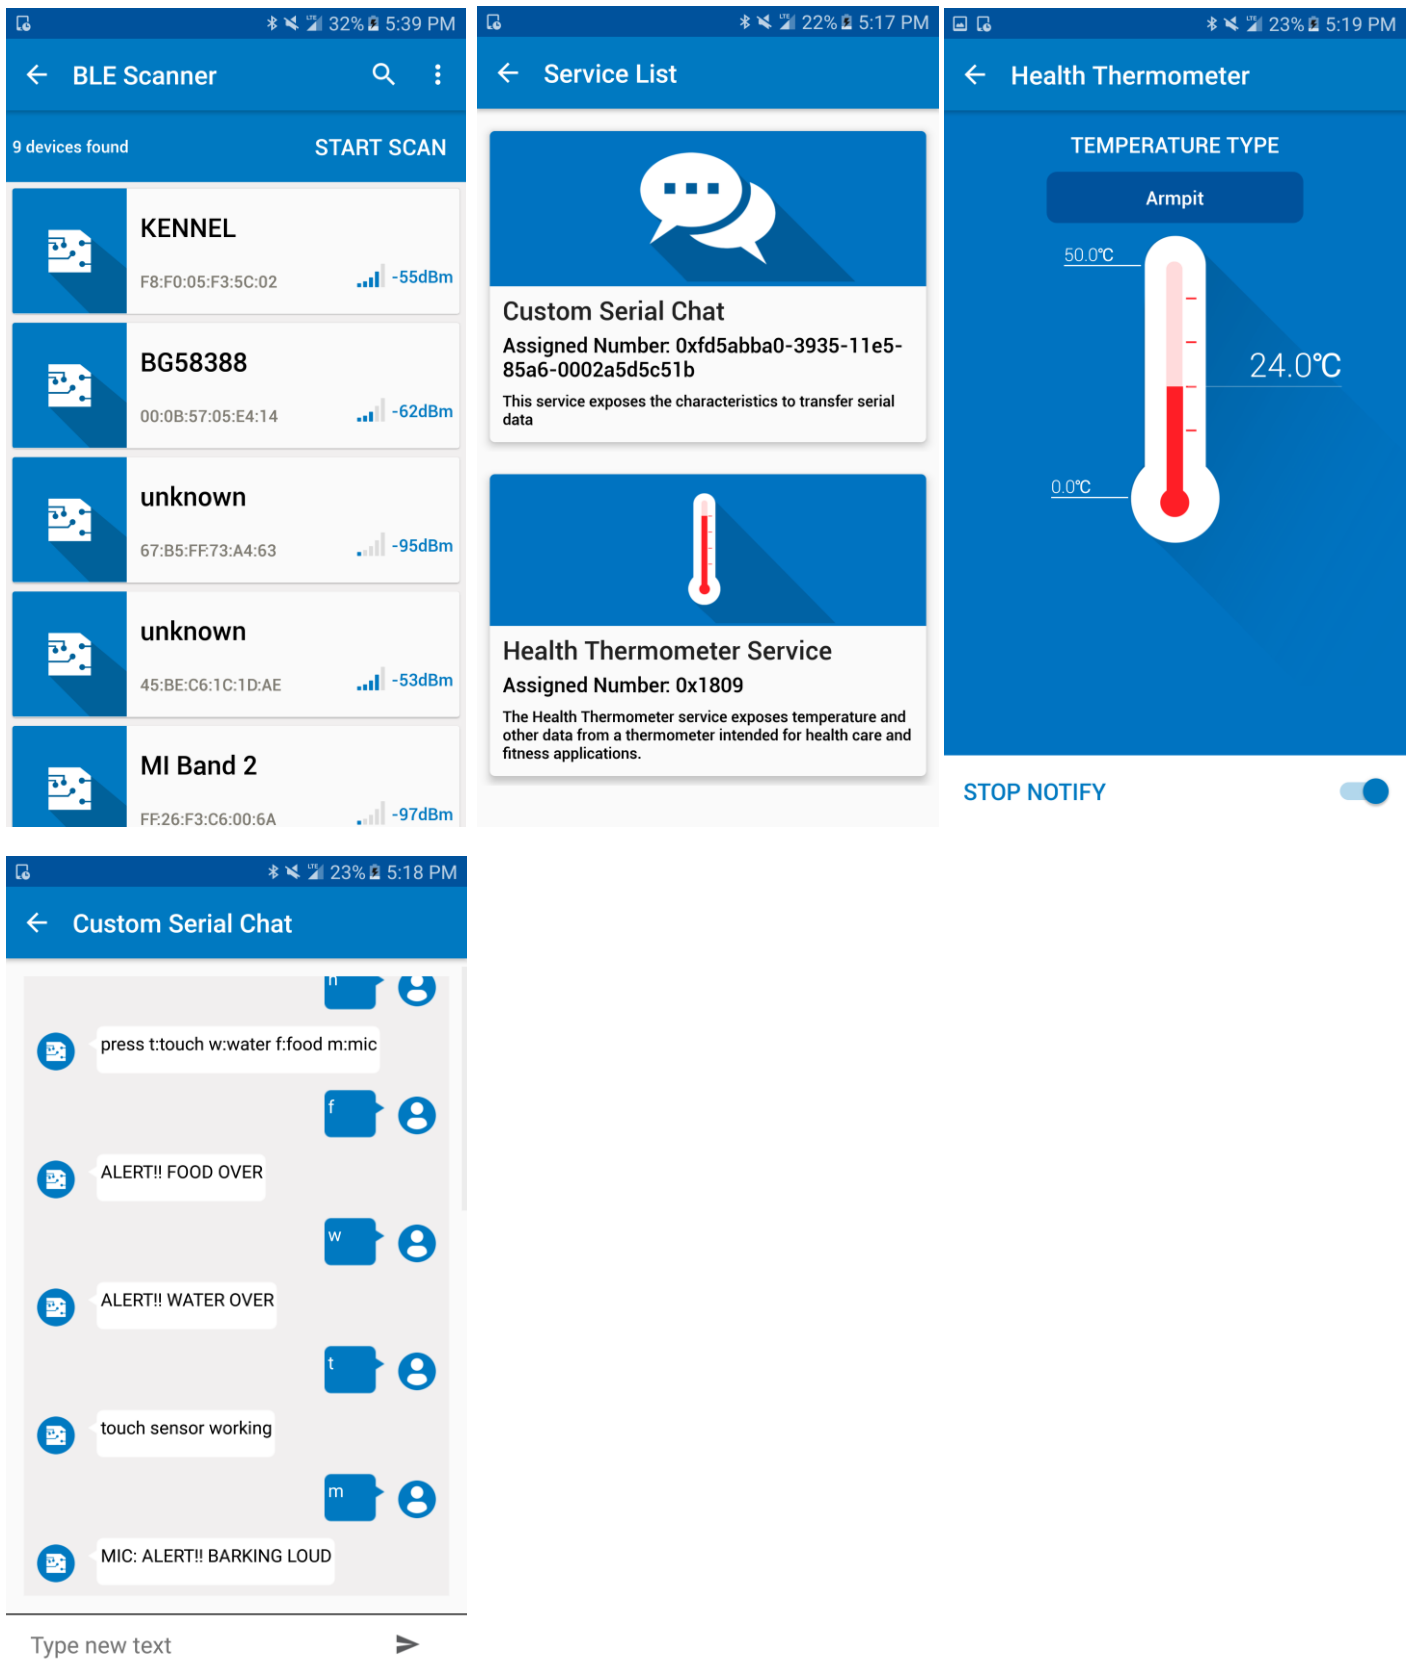 LTE 32% 5:39 PM
BLE Scanner
9 devices found START SCAN
KENNEL
F8:F0:05:F3:5C:02 -55dBm
BG58388
00:0B:57:05:E4:14 -62dBm
unknown
67:B5:FF:73:A4:63 -95dBm
unknown
45:BE:C6:1C:1D:AE -53dBm
MI Band 2
FF:26:F3:C6:00:6A -97dBm
LTE 22% 5:17 PM
Service List
Custom Serial Chat
Assigned Number: 0xfd5abba0-3935-11e5-
85a6-0002a5d5c51b
This service exposes the characteristics to transfer serial
data
Health Thermometer Service
Assigned Number: 0x1809
The Health Thermometer service exposes temperature and
other data from a thermometer intended for health care and
fitness applications.
LTE 23% 5:19 PM
Health Thermometer
TEMPERATURE TYPE
Armpit
50.0°C
24.0°C
0.0°C
STOP NOTIFY
LTE 23% 5:18 PM
Custom Serial Chat
press t:touch w:water f:food m:mic
f
ALERT!! FOOD OVER
w
ALERT!! WATER OVER
t
touch sensor working
m
MIC: ALERT!! BARKING LOUD
Type new text